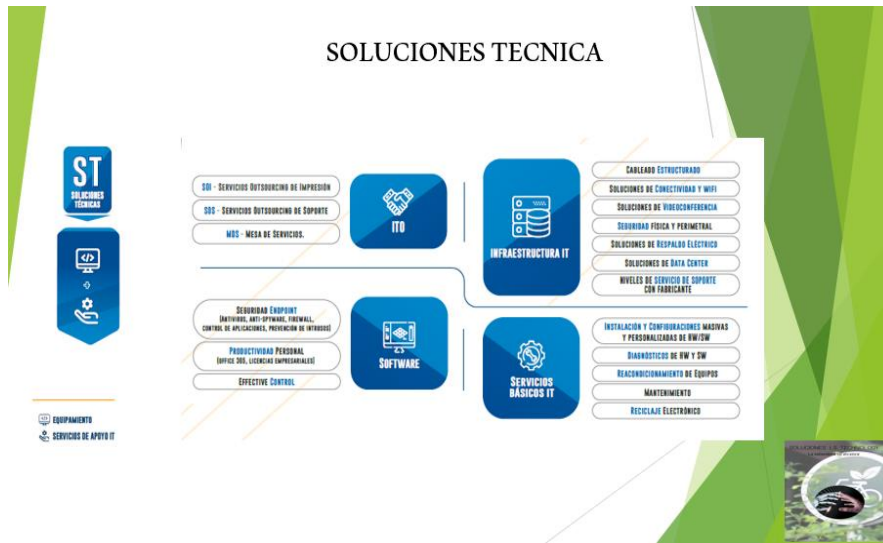 SOLUCIONES TECNICA
ST
SOLUCIONES
TÉCNICAS
EQUIPAMIENTO
SERVICIOS DE APOYO IT
SOI - SERVICIOS OUTSOURCING DE IMPRESIÓN
SOS - SERVICIOS OUTSOURCING DE SOPORTE
MDS - MESA DE SERVICIOS.
ITO
INFRAESTRUCTURA IT
CABLEADO ESTRUCTURADO
SOLUCIONES DE CONECTIVIDAD Y WIFI
SOLUCIONES DE VIDEOCONFERENCIA
SEGURIDAD FÍSICA Y PERIMETRAL
SOLUCIONES DE RESPALDO ELÉCTRICO
SOLUCIONES DE DATA CENTER
NIVELES DE SERVICIO DE SOPORTE
CON FABRICANTE
SEGURIDAD ENDPOINT
(ANTIVIRUS, ANTI-SPYWARE, FIREWALL,
CONTROL DE APLICACIONES, PREVENCIÓN DE INTRUSOS)
PRODUCTIVIDAD PERSONAL
(OFFICE 365, LICENCIAS EMPRESARIALES)
EFFECTIVE CONTROL
SOFTWARE
SERVICIOS
BÁSICOS IT
INSTALACIÓN Y CONFIGURACIONES MASIVAS
Y PERSONALIZADAS DE HW/SW
DIAGNÓSTICOS DE HW Y SW
REACONDICIONAMIENTO DE EQUIPOS
MANTENIMIENTO
RECICLAJE ELECTRÓNICO